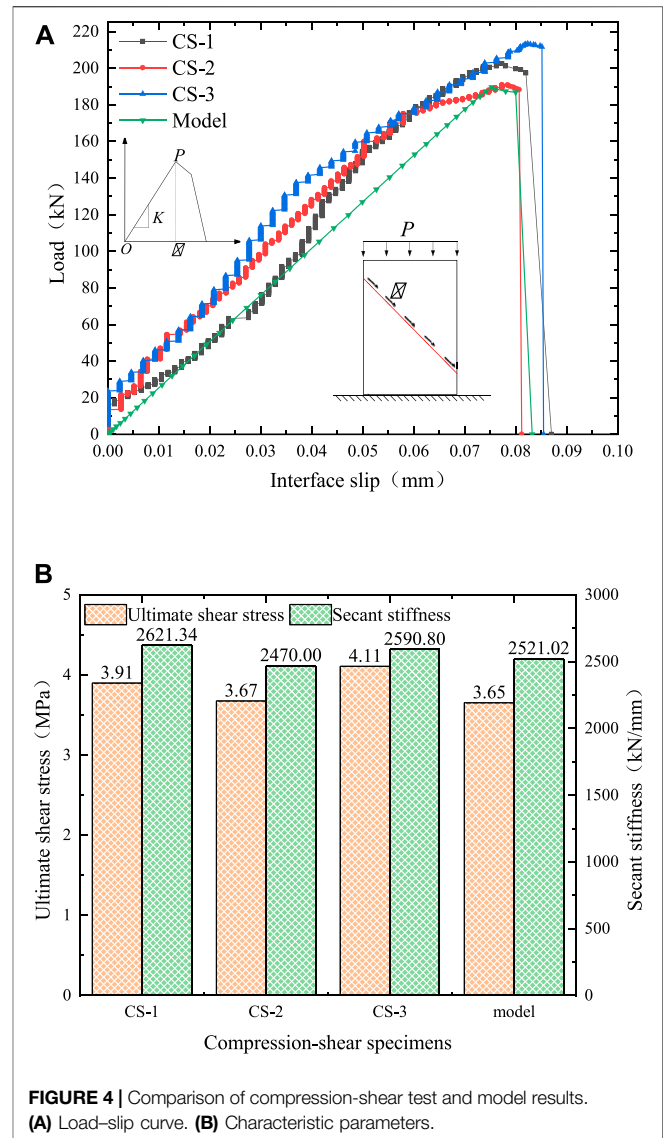 A
CS-1
CS-2
CS-3
Model
220
200
180
160
140
120
100
80
60
40
20
0
Load（kN）
P
K
O
P
0.00 0.01 0.02 0.03 0.04 0.05 0.06 0.07 0.08 0.09 0.10
Interface slip（mm）
B
Ultimate shear stress Secant stiffness
5
4
3
2
1
0
Ultimate shear stress（MPa）
3.91 2621.34 3.67 2470.00 4.11 2590.80 3.65 2521.02
3000
2500
2000
1500
1000
500
0
Secant stiffness（kN/mm）
CS-1 CS-2 CS-3 model
Compression-shear specimens
FIGURE 4 | Comparison of compression-shear test and model results.
(A) Load–slip curve. (B) Characteristic parameters.